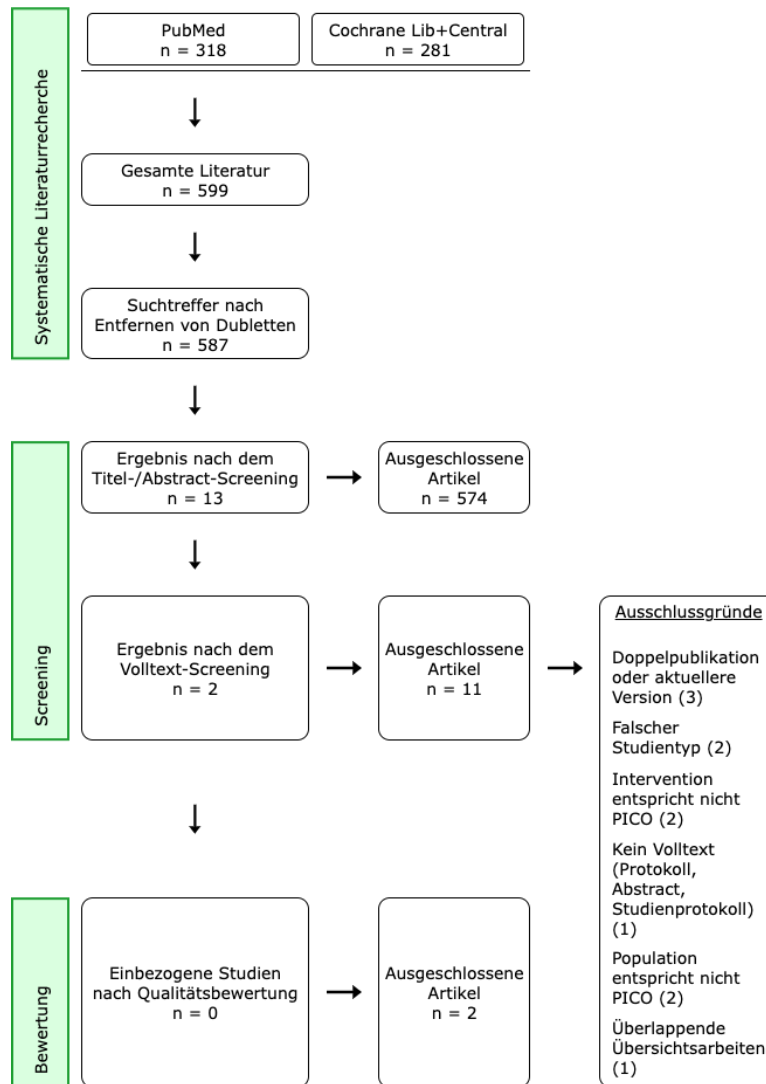 Systematische Literaturrecherche
PubMed
n = 318
Cochrane Lib+Central
n = 281
Gesamte Literatur
n = 599
Suchtreffer nach
Entfernen von Dubletten
n = 587
Screening
Ergebnis nach dem
Titel-/Abstract-Screening
n = 13
Ausgeschlossene
Artikel
n = 574
Ergebnis nach dem
Volltext-Screening
n = 2
Ausgeschlossene
Artikel
n = 11
Ausschlussgründe
Doppelpublikation
oder aktuellere
Version (3)
Falscher
Studientyp (2)
Intervention
entspricht nicht
PICO (2)
Kein Volltext
(Protokoll,
Abstract,
Studienprotokoll)
(1)
Population
entspricht nicht
PICO (2)
Überlappende
Übersichtsarbeiten
(1)
Bewertung
Einbezogene Studien
nach Qualitätsbewertung
n = 0
Ausgeschlossene
Artikel
n = 2